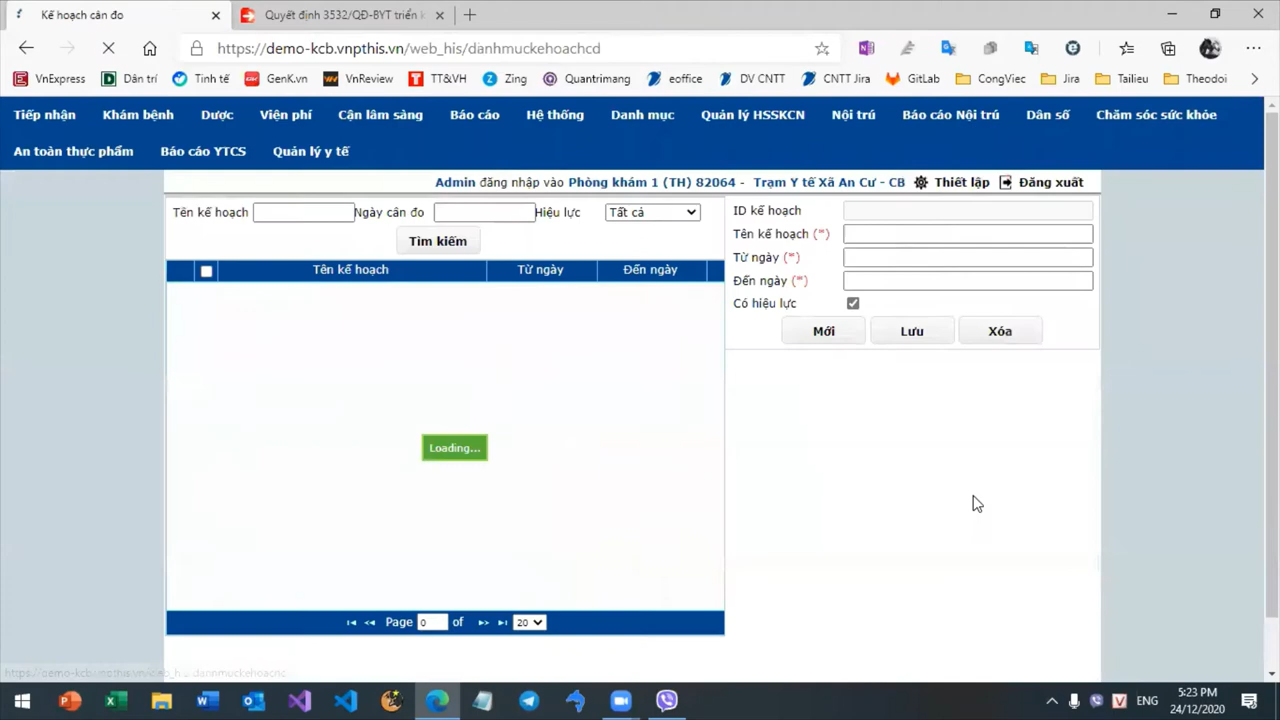 Kế hoạch cân đo
Quyết định 3532/QĐ-BYT triển k
https://demo-kcb.vnpthis.vn/web_his/danhmuckehoachcd
VnExpress Dân trí Tinh tế GenK.vn VnReview TT&VH Zing Quantrimang eoffice DV CNTT CNTT Jira GitLab CongViec Jira Tailieu Theodoi
Tiếp nhận Khám bệnh Dược Viện phí Cận lâm sàng Báo cáo Hệ thống Danh mục Quản lý HSSKCN Nội trú Báo cáo Nội trú Dân số Chăm sóc sức khỏe
An toàn thực phẩm Báo cáo YTCS Quản lý y tế
Admin đăng nhập vào Phòng khám 1 (TH) 82064 - Trạm Y tế Xã An Cư - CB Thiết lập Đăng xuất
Tên kế hoạch Ngày cân đo Hiệu lực Tất cả
Tìm kiếm
Tên kế hoạch Từ ngày Đến ngày
Loading...
Page 0 of 20
ID kế hoạch
Tên kế hoạch (*)
Từ ngày (*)
Đến ngày (*)
Có hiệu lực
Mới Lưu Xóa
ENG
5:23 PM
24/12/2020